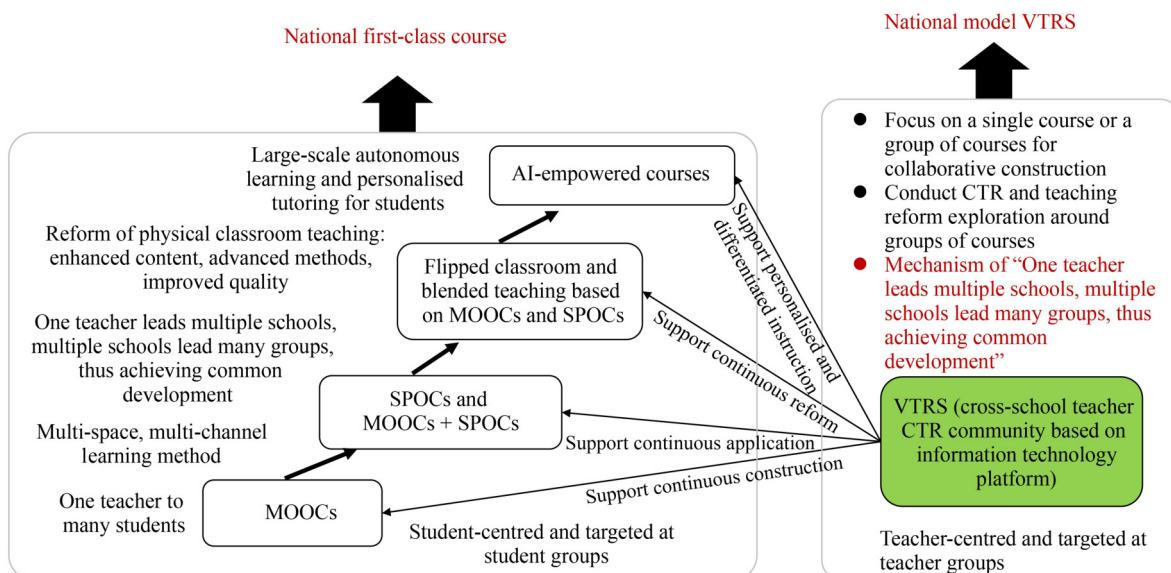 National first-class course
National model VTRS
Large-scale autonomous
learning and personalised
tutoring for students
AI-empowered courses
Reform of physical classroom teaching:
enhanced content, advanced methods,
improved quality
Flipped classroom and
blended teaching based
on MOOCs and SPOCs
One teacher leads multiple schools,
multiple schools lead many groups,
thus achieving common
development
SPOCs and
MOOCs + SPOCs
Multi-space, multi-channel
learning method
One teacher to
many students
MOOCs
Support personalised and
differentiated instruction
Support continuous reform
Support continuous application
Support continuous construction
Student-centred and targeted at
student groups
● Focus on a single course or a
group of courses for
collaborative construction
● Conduct CTR and teaching
reform exploration around
groups of courses
● Mechanism of “One teacher
leads multiple schools, multiple
schools lead many groups, thus
achieving common
development”
VTRS (cross-school teacher
CTR community based on
information technology
platform)
Teacher-centred and targeted at
teacher groups